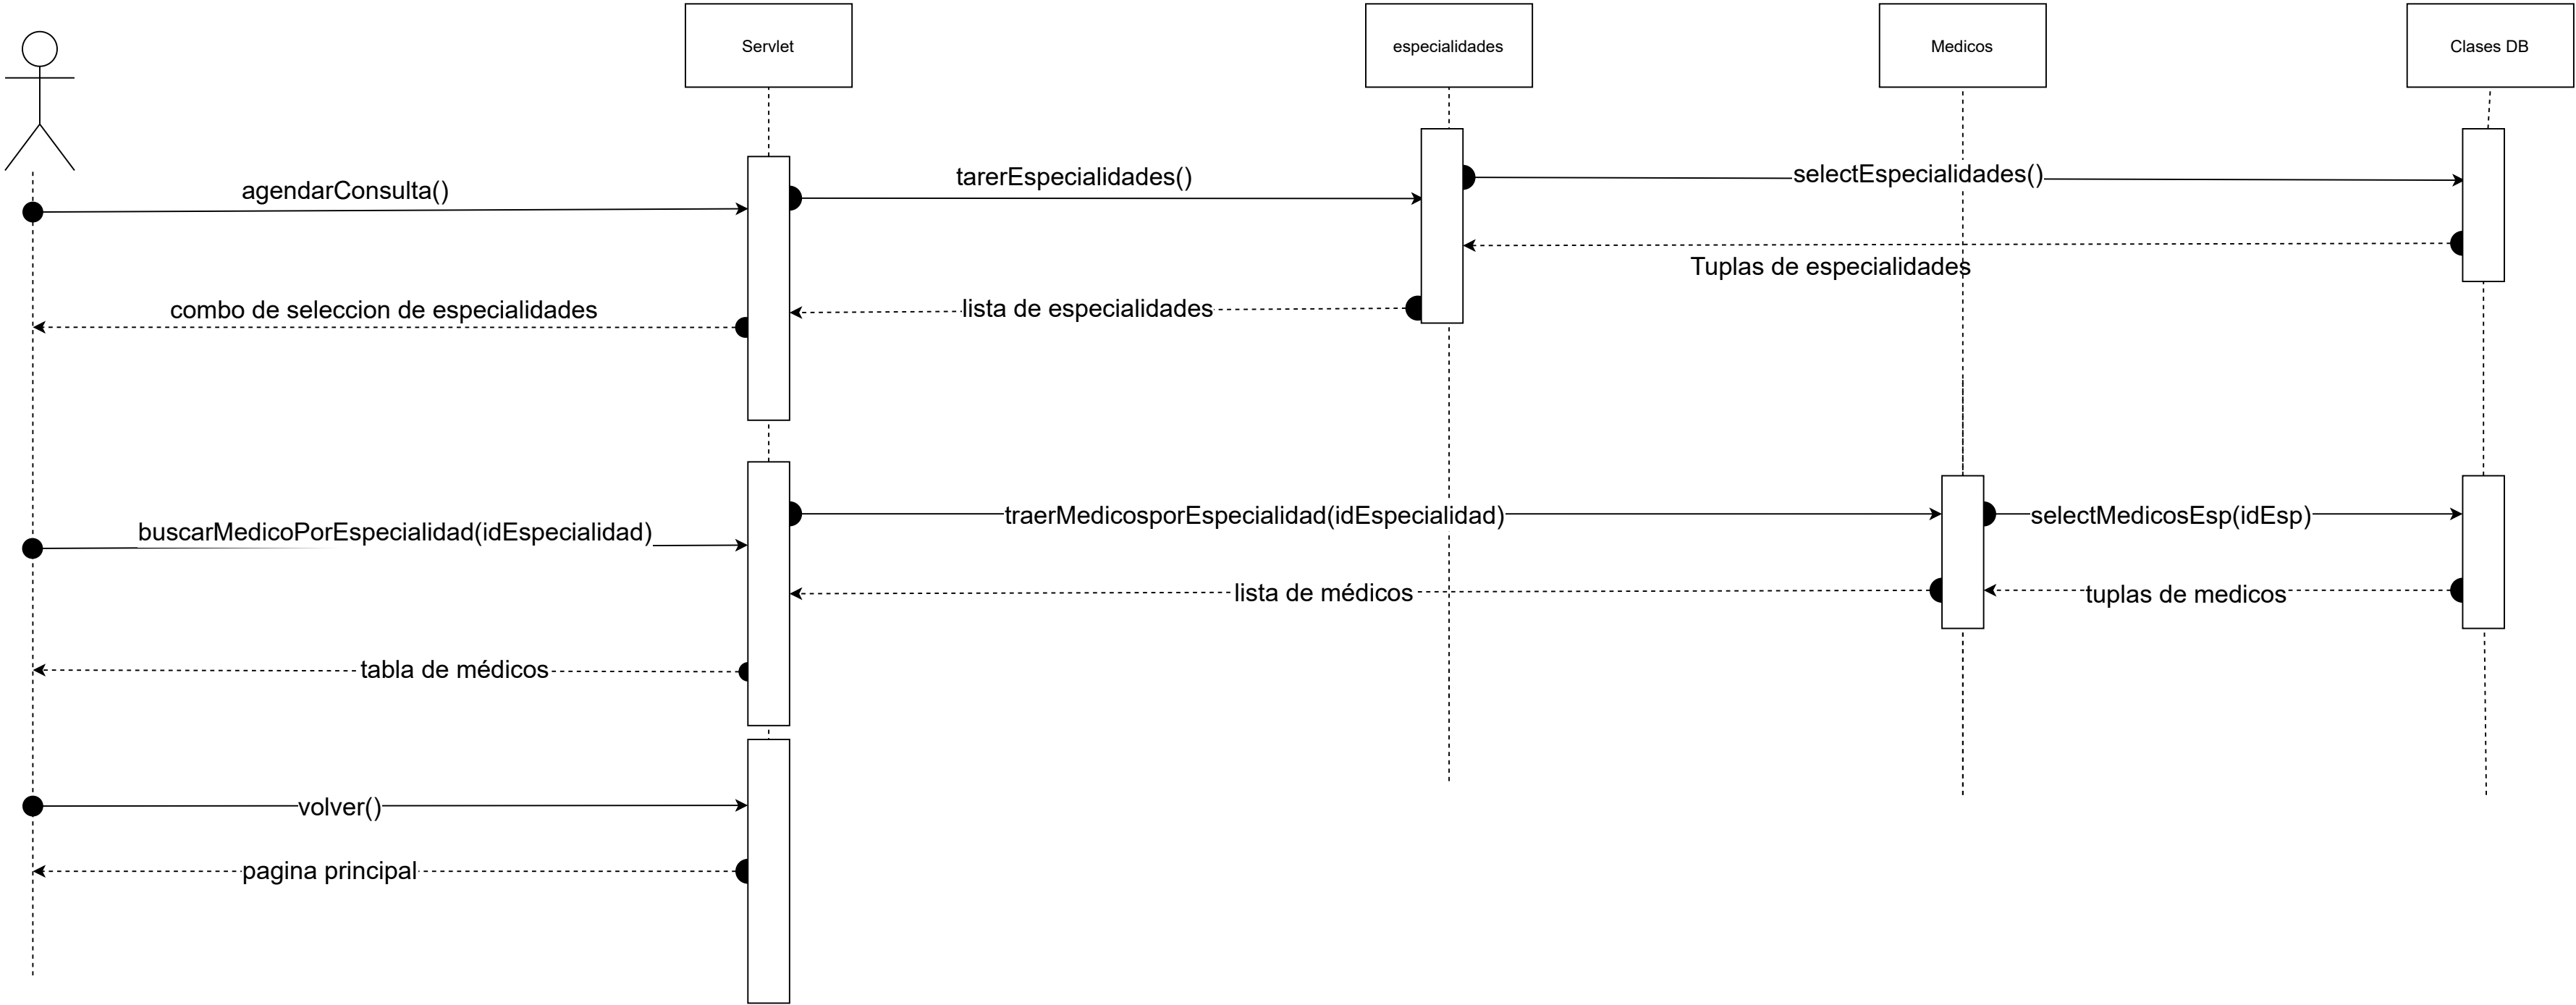 Servlet
especialidades
Medicos
Clases DB
agendarConsulta()
tarerEspecialidades()
selectEspecialidades()
Tuplas de especialidades
lista de especialidades
combo de seleccion de especialidades
buscarMedicoPorEspecialidad(idEspecialidad)
traerMedicosporEspecialidad(idEspecialidad)
selectMedicosEsp(idEsp)
tuplas de medicos
lista de médicos
tabla de médicos
volver()
pagina principal